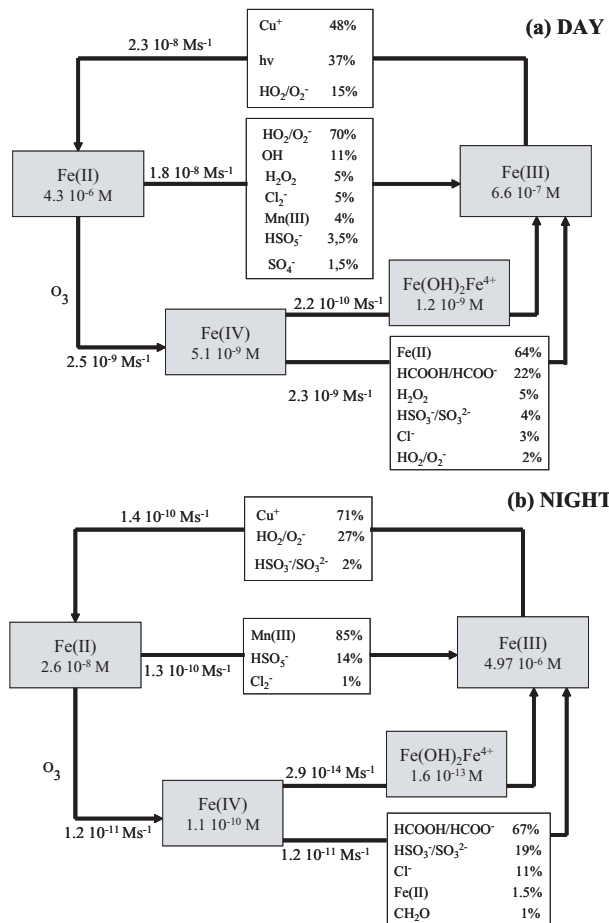 (a) DAY
2.3 10⁻⁸ Ms⁻¹
Cu⁺ 48%
hν 37%
HO₂/O₂⁻ 15%
Fe(II)
4.3 10⁻⁶ M
1.8 10⁻⁸ Ms⁻¹
HO₂/O₂⁻ 70%
OH 11%
H₂O₂ 5%
Cl₂⁻ 5%
Mn(III) 4%
HSO₅⁻ 3,5%
SO₄⁻ 1,5%
Fe(III)
6.6 10⁻⁷ M
O₃
2.5 10⁻⁹ Ms⁻¹
Fe(IV)
5.1 10⁻⁹ M
2.2 10⁻¹⁰ Ms⁻¹
Fe(OH)₂Fe⁴⁺
1.2 10⁻⁹ M
2.3 10⁻⁹ Ms⁻¹
Fe(II) 64%
HCOOH/HCOO⁻ 22%
H₂O₂ 5%
HSO₃⁻/SO₃²⁻ 4%
Cl⁻ 3%
HO₂/O₂⁻ 2%
(b) NIGHT
1.4 10⁻¹⁰ Ms⁻¹
Cu⁺ 71%
HO₂/O₂⁻ 27%
HSO₃⁻/SO₃²⁻ 2%
Fe(II)
2.6 10⁻⁸ M
1.3 10⁻¹⁰ Ms⁻¹
Mn(III) 85%
HSO₅⁻ 14%
Cl₂⁻ 1%
Fe(III)
4.97 10⁻⁶ M
O₃
1.2 10⁻¹¹ Ms⁻¹
Fe(IV)
1.1 10⁻¹⁰ M
2.9 10⁻¹⁴ Ms⁻¹
Fe(OH)₂Fe⁴⁺
1.6 10⁻¹³ M
1.2 10⁻¹¹ Ms⁻¹
HCOOH/HCOO⁻ 67%
HSO₃⁻/SO₃²⁻ 19%
Cl⁻ 11%
Fe(II) 1.5%
CH₂O 1%